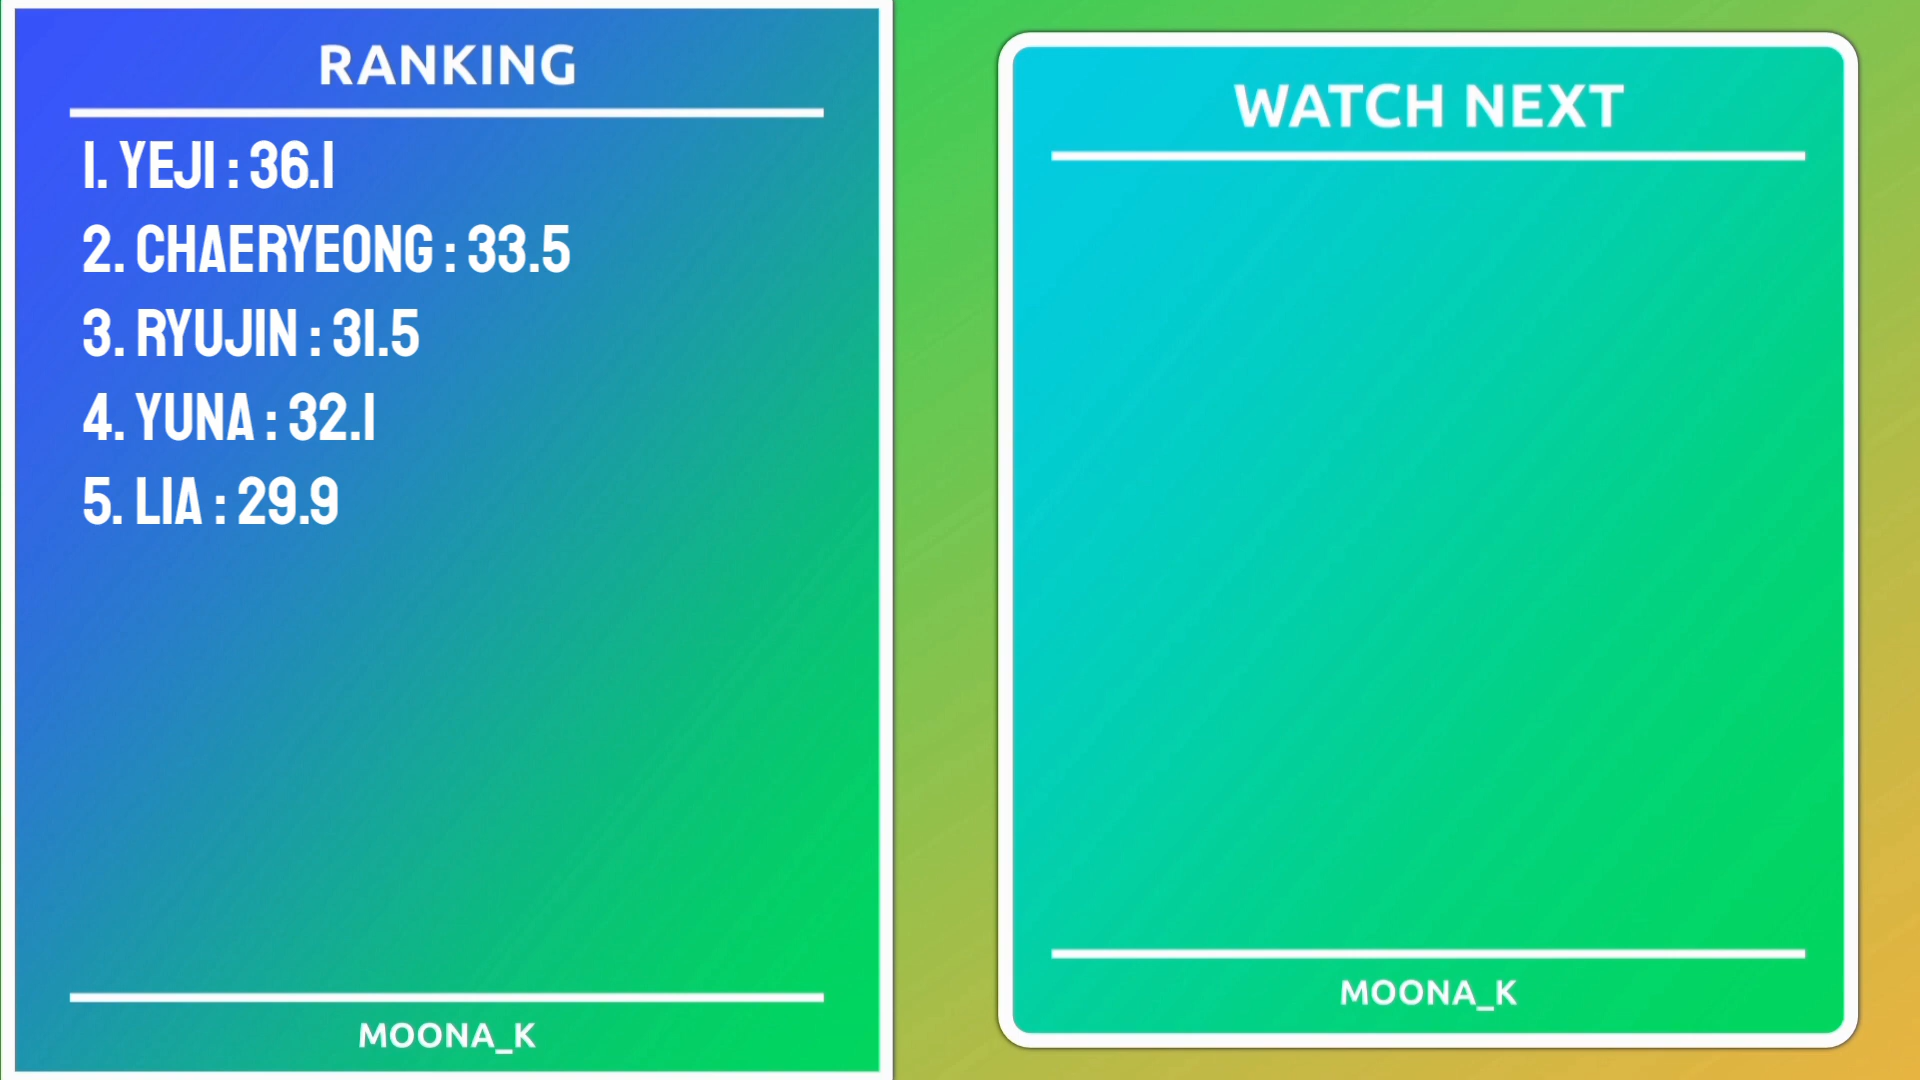 RANKING
1. YEJI : 36.1
2. CHAERYEONG : 33.5
3. RYUJIN : 31.5
4. YUNA : 32.1
5. LIA : 29.9
MOONA_K
WATCH NEXT
MOONA_K